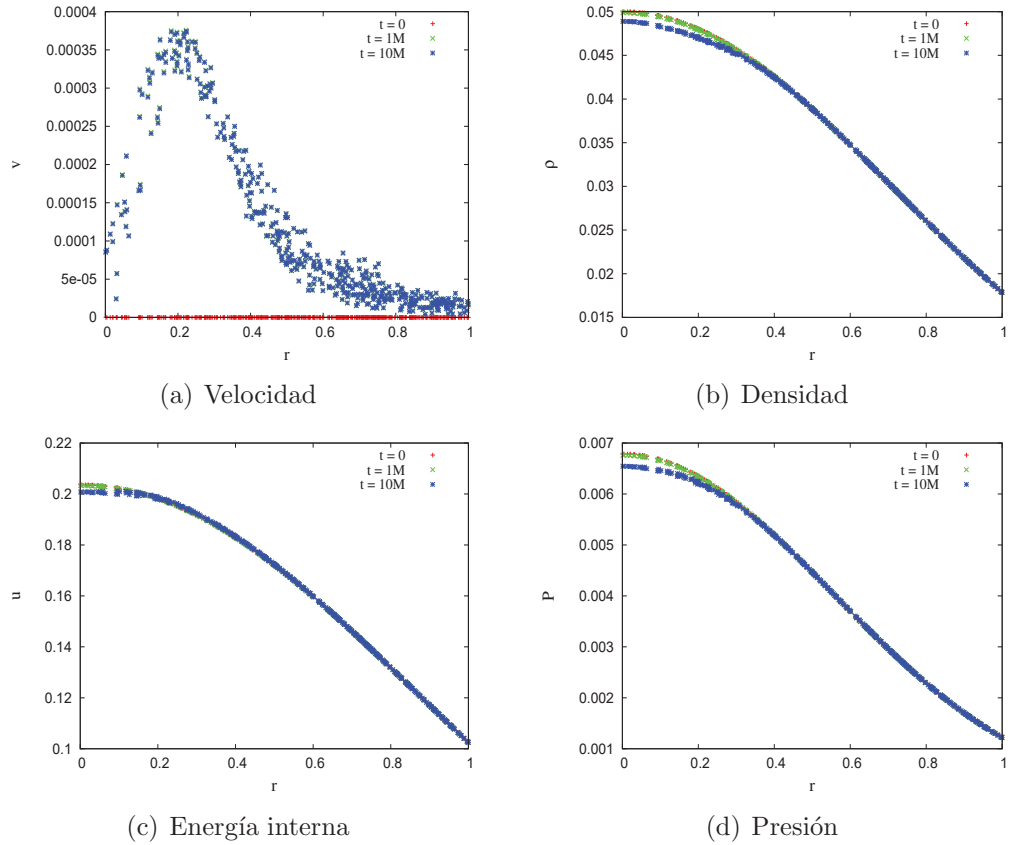 0.0004
0.00035
0.0003
0.00025
0.0002
0.00015
0.0001
5e-05
0
v
t = 0
t = 1M
t = 10M
0 0.2 0.4 0.6 0.8 1
r
(a) Velocidad
0.05
0.045
0.04
0.035
0.03
0.025
0.02
0.015
ρ
t = 0
t = 1M
t = 10M
0 0.2 0.4 0.6 0.8 1
r
(b) Densidad
0.22
0.2
0.18
0.16
0.14
0.12
0.1
u
t = 0
t = 1M
t = 10M
0 0.2 0.4 0.6 0.8 1
r
(c) Energía interna
0.007
0.006
0.005
0.004
0.003
0.002
0.001
P
t = 0
t = 1M
t = 10M
0 0.2 0.4 0.6 0.8 1
r
(d) Presión